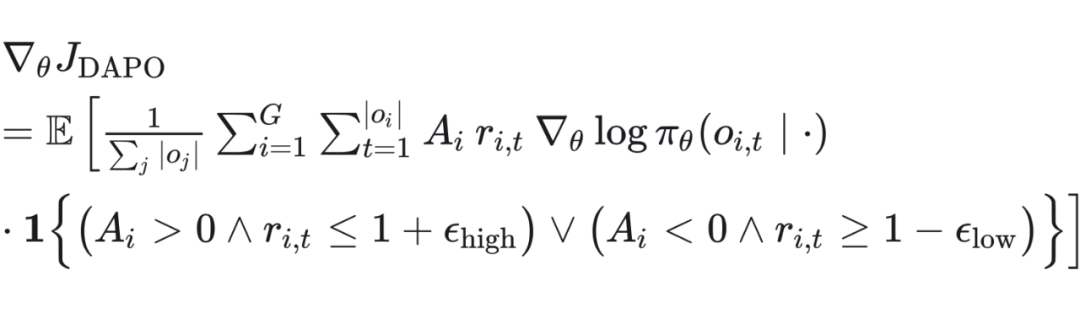 ∇_θ J_DAPO
= 𝔼 [ \frac{1}{∑_j |o_j|} ∑_{i=1}^{G} ∑_{t=1}^{|o_i|} A_i r_{i,t} ∇_θ log π_θ(o_{i,t} | ·)
· 𝟏{(A_i > 0 ∧ r_{i,t} ≤ 1 + ϵ_high) ∨ (A_i < 0 ∧ r_{i,t} ≥ 1 − ϵ_low)}]